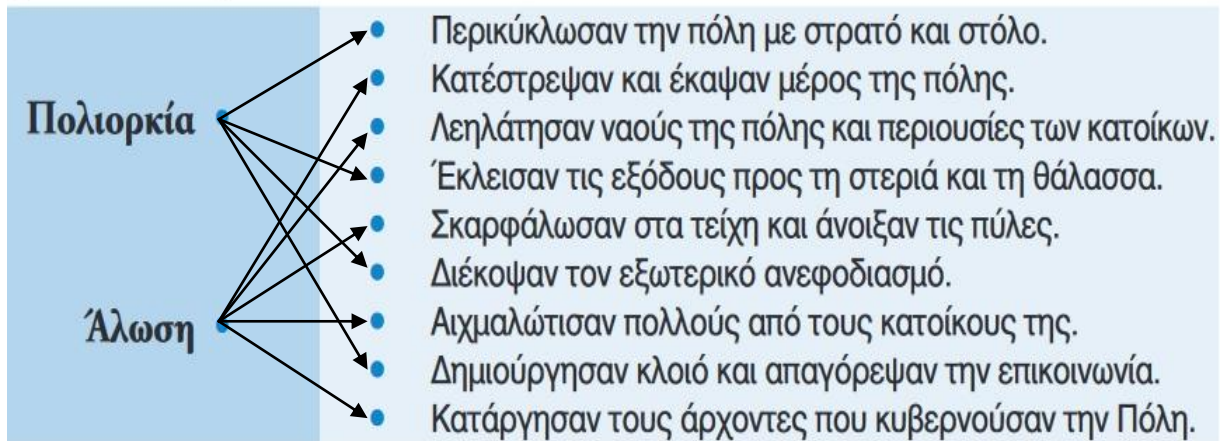 Πολιορκία
Άλωση
Περικύκλωσαν την πόλη με στρατό και στόλο.
Κατέστρεψαν και έκαψαν μέρος της πόλης.
Λεηλάτησαν ναούς της πόλης και περιουσίες των κατοίκων.
Έκλεισαν τις εξόδους προς τη στεριά και τη θάλασσα.
Σκαρφάλωσαν στα τείχη και άνοιξαν τις πύλες.
Διέκοψαν τον εξωτερικό ανεφοδιασμό.
Αιχμαλώτισαν πολλούς από τους κατοίκους της.
Δημιούργησαν κλοιό και απαγόρεψαν την επικοινωνία.
Κατάργησαν τους άρχοντες που κυβερνούσαν την Πόλη.